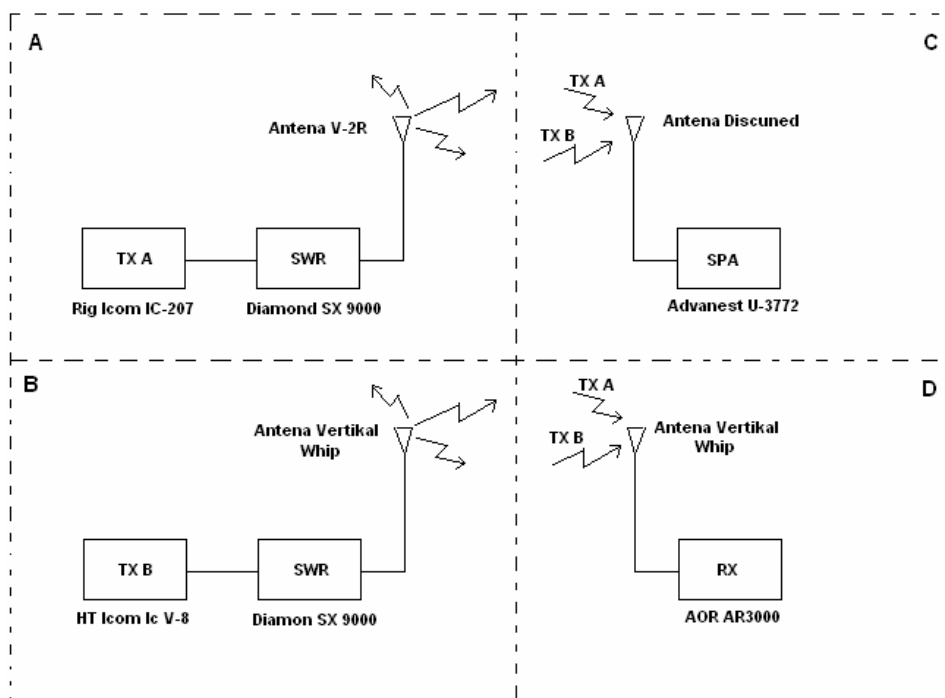 A
Antena V-2R
TX A
SWR
Rig Icom IC-207
Diamond SX 9000
C
TX A
TX B
Antena Discuned
SPA
Advanest U-3772
B
Antena Vertikal
Whip
TX B
SWR
HT Icom Ic V-8
Diamon SX 9000
D
TX A
TX B
Antena Vertikal
Whip
RX
AOR AR3000